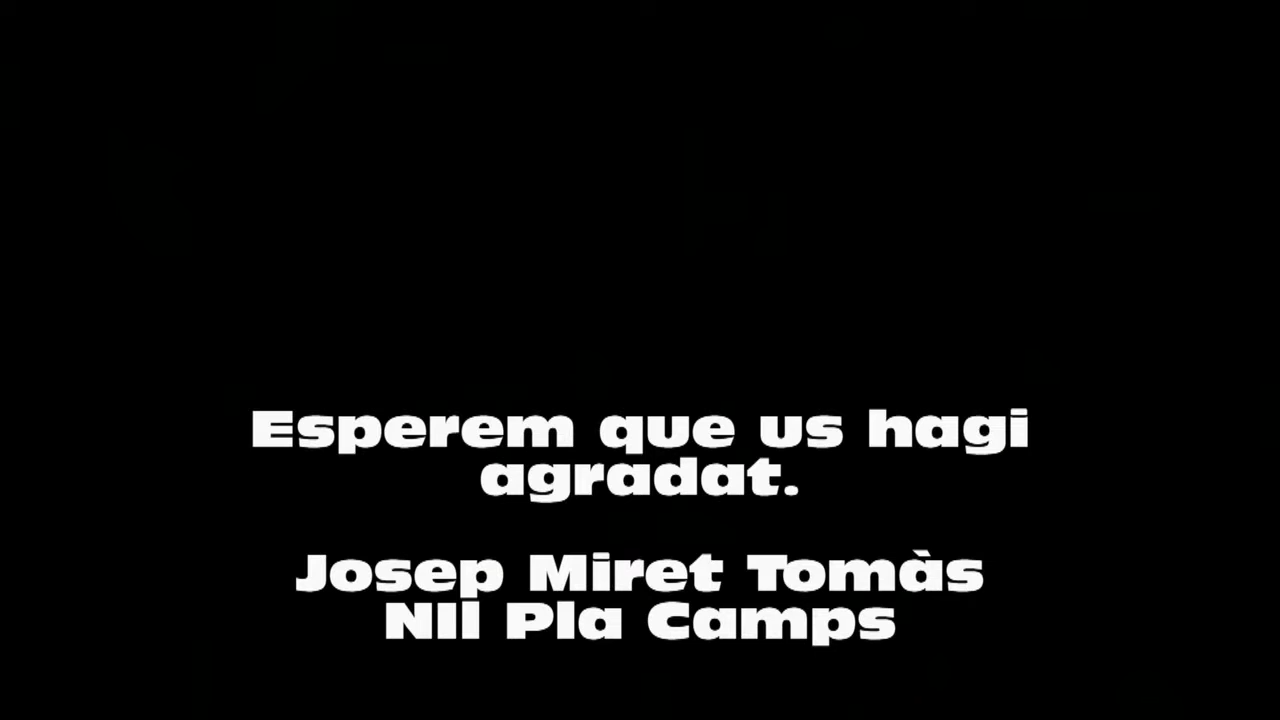 Esperem que us hagi
agradat.
Josep Miret Tomàs
NIl Pla Camps